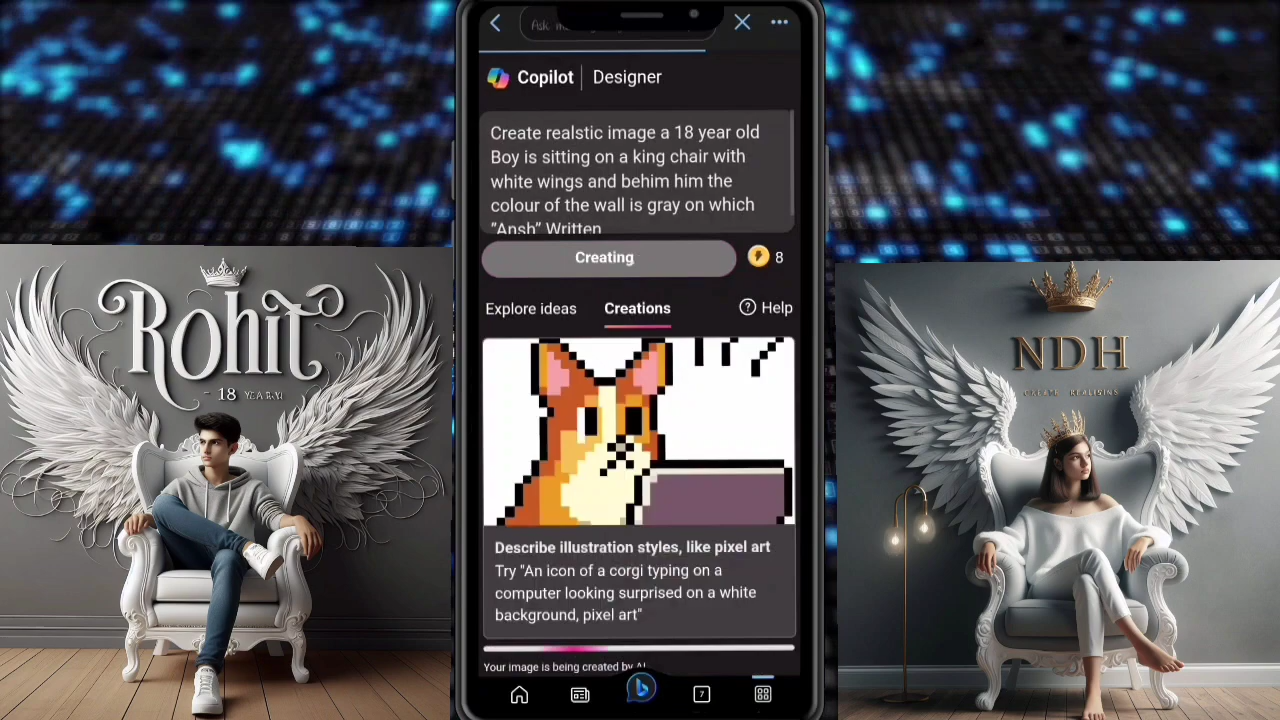 Copilot | Designer
Create realstic image a 18 year old
Boy is sitting on a king chair with
white wings and behim him the
colour of the wall is gray on which
“Ansh” Written
Creating
8
Explore ideas
Creations
Help
Describe illustration styles, like pixel art
Try "An icon of a corgi typing on a
computer looking surprised on a white
background, pixel art"
Your image is being created by AI
7
Rohit
18
NDH